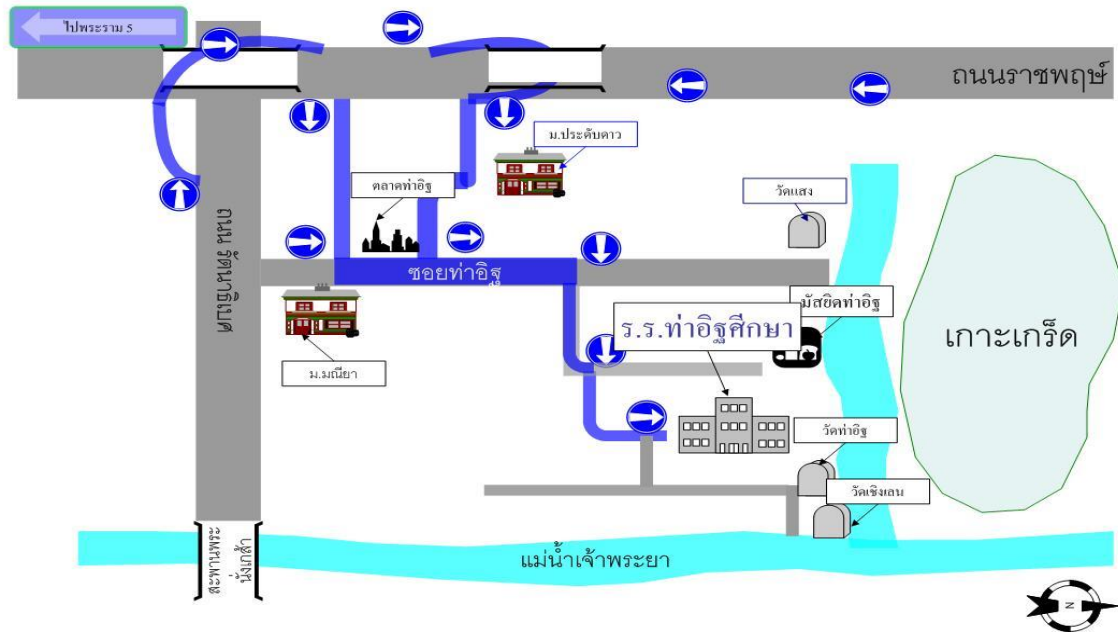 ไปพระราม 5
ถนนราชพฤษ์
ม.ประดับดาว
ตลาดท่าอิฐ
วัดแสง
ถนน รัตนาธิเบศ
ซอยท่าอิฐ
มัสยิดท่าอิฐ
ร.ร.ท่าอิฐศึกษา
เกาะเกร็ด
ม.มณียา
วัดท่าอิฐ
วัดเชิงเลน
สะพานพระ
นั่งเกล้า
แม่น้ำเจ้าพระยา
N